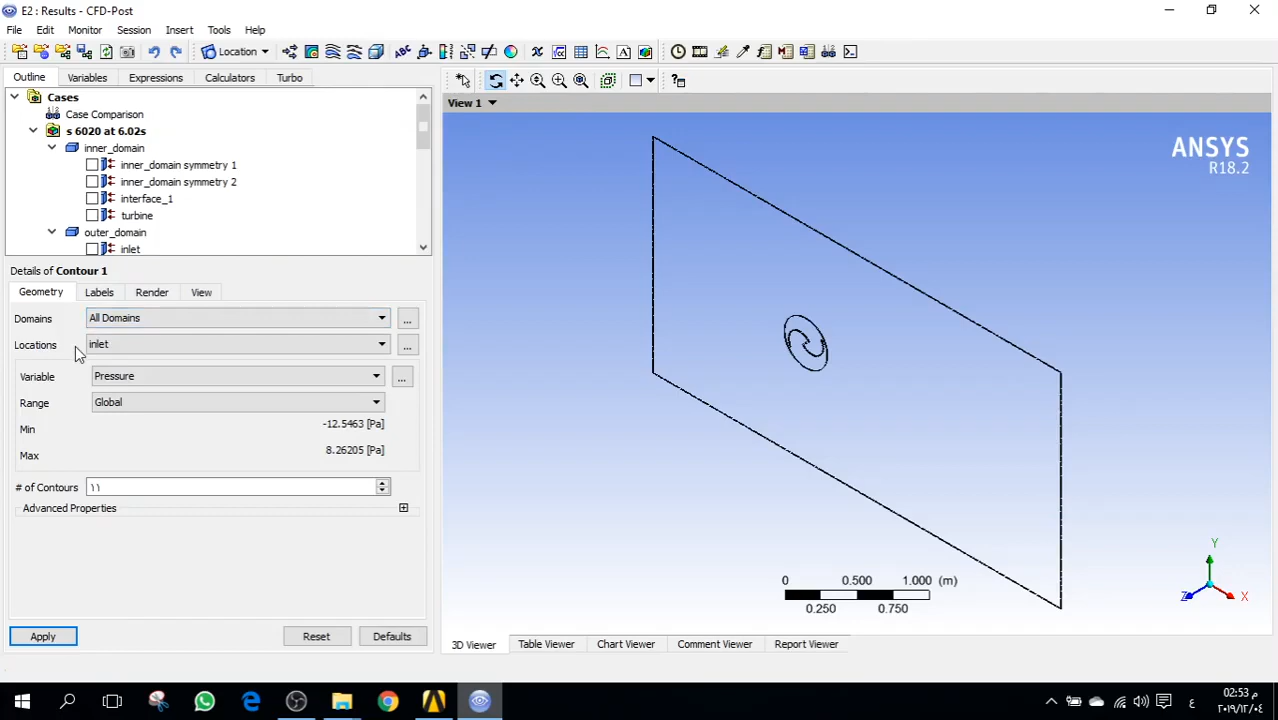 E2 : Results - CFD-Post
File Edit Monitor Session Insert Tools Help
Location
Outline Variables Expressions Calculators Turbo
Cases
Case Comparison
s 6020 at 6.02s
inner_domain
inner_domain symmetry 1
inner_domain symmetry 2
interface_1
turbine
outer_domain
inlet
Details of Contour 1
Geometry Labels Render View
Domains All Domains ...
Locations inlet ...
Variable Pressure ...
Range Global
Min -12.5463 [Pa]
Max 8.26205 [Pa]
# of Contours ١١
Advanced Properties
Apply Reset Defaults
View 1
ANSYS
R18.2
0 0.500 1.000 (m)
0.250 0.750
Y
Z X
3D Viewer Table Viewer Chart Viewer Comment Viewer Report Viewer
ع
02:53 م
٢٠١٩/١٢/٠٤